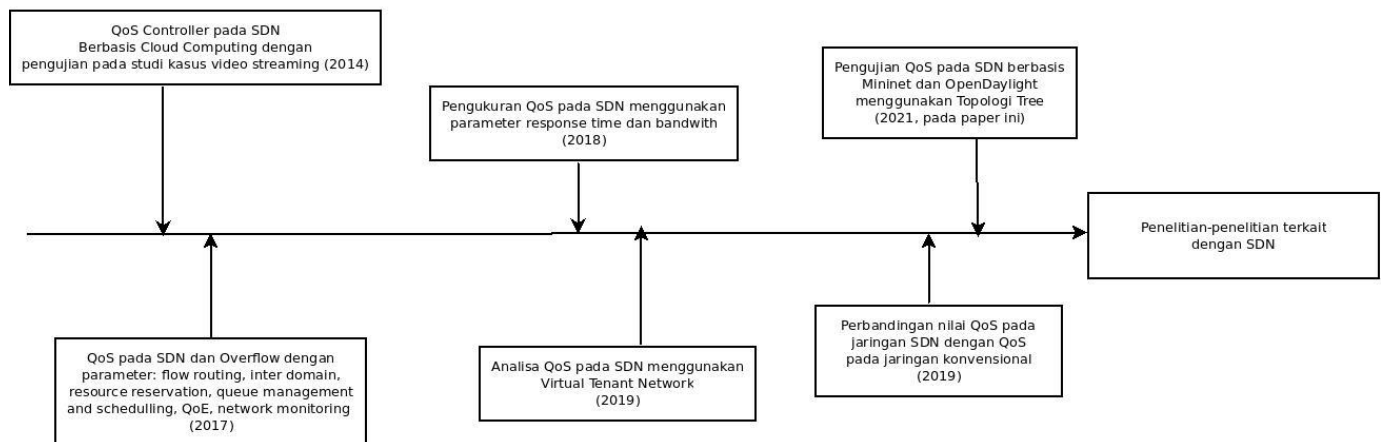 QoS Controller pada SDN
Berbasis Cloud Computing dengan
pengujian pada studi kasus video streaming (2014)
Pengukuran QoS pada SDN menggunakan
parameter response time dan bandwith
(2018)
Pengujian QoS pada SDN berbasis
Mininet dan OpenDaylight
menggunakan Topologi Tree
(2021, pada paper ini)
Penelitian-penelitian terkait
dengan SDN
QoS pada SDN dan Overflow dengan
parameter: flow routing, inter domain,
resource reservation, queue management
and schedulling, QoE, network monitoring
(2017)
Analisa QoS pada SDN menggunakan
Virtual Tenant Network
(2019)
Perbandingan nilai QoS pada
jaringan SDN dengan QoS
pada jaringan konvensional
(2019)